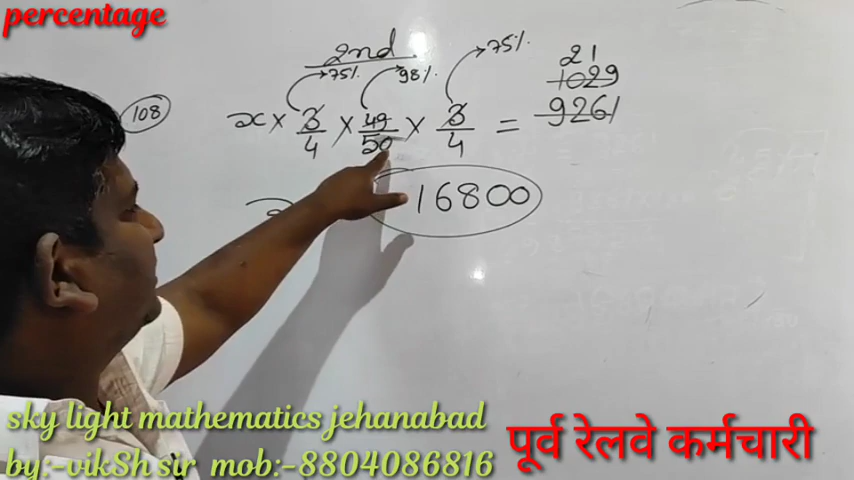 percentage
2nd
75% 98% 75%
21
1029
108
x × 3/4 × 49/50 × 3/4 = 9261
16800
sky light mathematics jehanabad
by:-vikSh sir mob:-8804086816
पूर्व रेलवे कर्मचारी